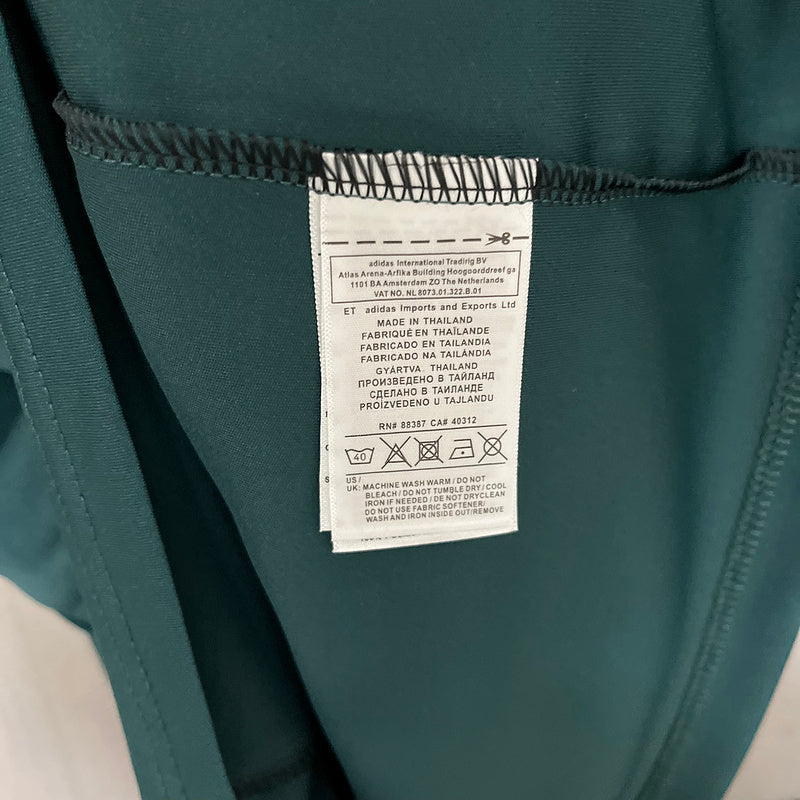 adidas International Tradirig BV
Atlas Arena-Arfika Building Hoogoorddreef ga
1101 BA Amsterdam ZO The Netherlands
VAT NO. NL 8073.01.322.B.01
ET adidas Imports and Exports Ltd
MADE IN THAILAND
FABRIQUÉ EN THAÏLANDE
FABRICADO EN TAILANDIA
FABRICADO NA TAILÂNDIA
GYÁRTVA. THAILAND
ПРОИЗВЕДЕНО В ТАЙЛАНД
СДЕЛАНО В ТАИЛАНДЕ
PROIZVEDENO U TAJLANDU
RN# 88387 CA# 40312
40
US /
UK: MACHINE WASH WARM / DO NOT
BLEACH / DO NOT TUMBLE DRY / COOL
IRON IF NEEDED / DE NOT DRYCLEAN
DO NOT USE FABRIC SOFTENER/
WASH AND IRON INSIDE OUT/REMOVE